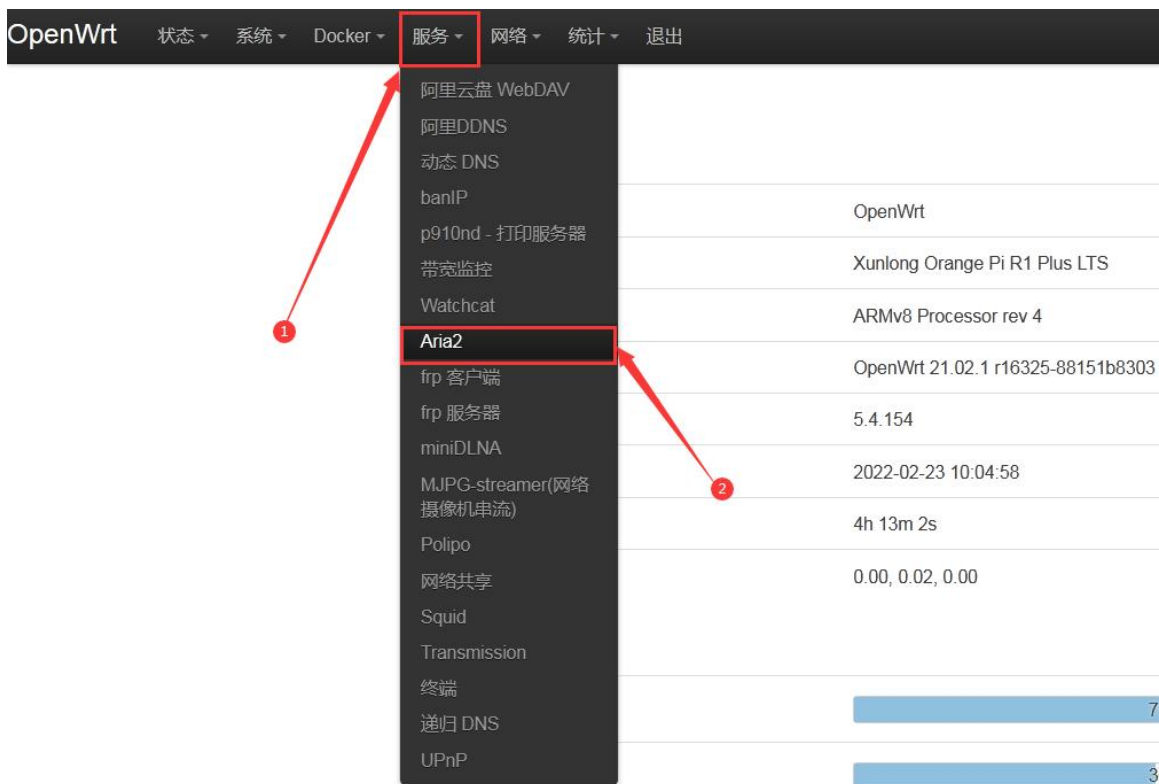 OpenWrt 状态 系统 Docker 服务 网络 统计 退出
阿里云盘 WebDAV
阿里DDNS
动态 DNS
banIP
p910nd - 打印服务器
带宽监控
Watchcat
Aria2
frp 客户端
frp 服务器
miniDLNA
MJPG-streamer(网络
摄像机串流)
Polipo
网络共享
Squid
Transmission
终端
递归 DNS
UPnP
1
2
OpenWrt
Xunlong Orange Pi R1 Plus LTS
ARMv8 Processor rev 4
OpenWrt 21.02.1 r16325-88151b8303
5.4.154
2022-02-23 10:04:58
4h 13m 2s
0.00, 0.02, 0.00
7
3